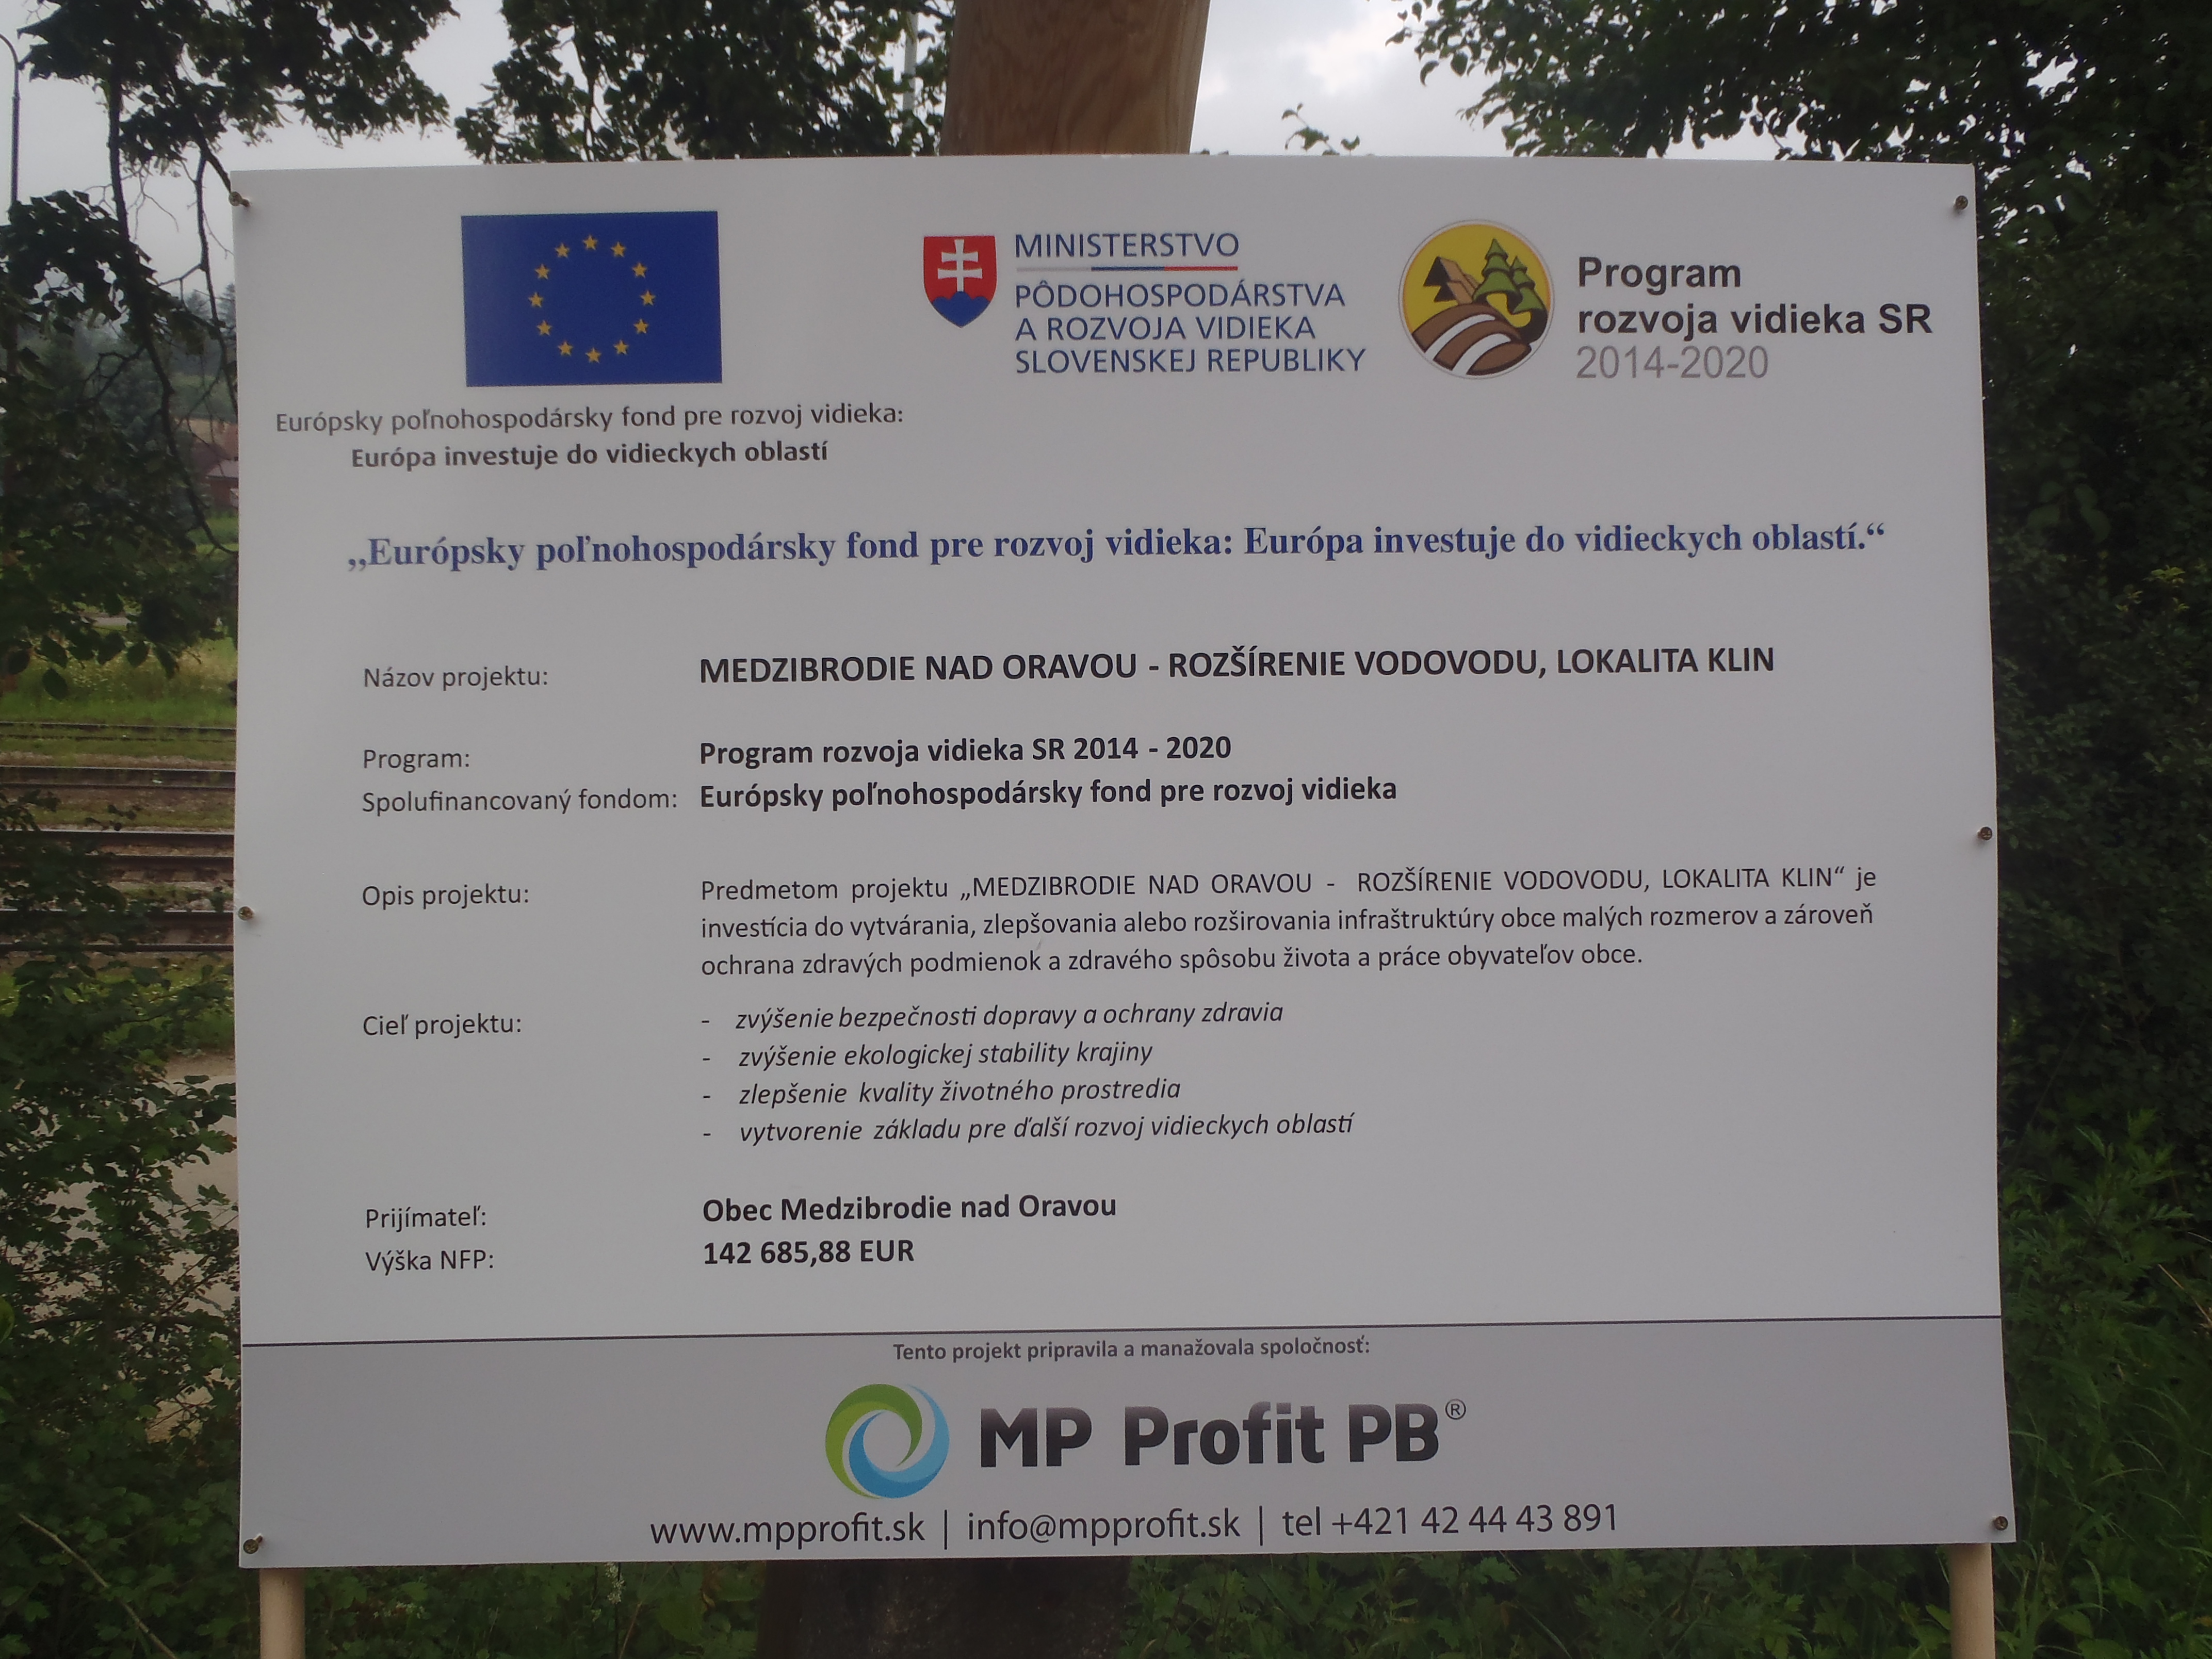 MINISTERSTVO
PÔDOHOSPODÁRSTVA
A ROZVOJA VIDIEKA
SLOVENSKEJ REPUBLIKY
Program
rozvoja vidieka SR
2014-2020
Európsky poľnohospodársky fond pre rozvoj vidieka:
Európa investuje do vidieckych oblastí
„Európsky poľnohospodársky fond pre rozvoj vidieka: Európa investuje do vidieckych oblastí.“
Názov projektu: MEDZIBRODIE NAD ORAVOU - ROZŠÍRENIE VODOVODU, LOKALITA KLIN
Program: Program rozvoja vidieka SR 2014 - 2020
Spolufinancovaný fondom: Európsky poľnohospodársky fond pre rozvoj vidieka
Opis projektu: Predmetom projektu „MEDZIBRODIE NAD ORAVOU - ROZŠÍRENIE VODOVODU, LOKALITA KLIN“ je
investícia do vytvárania, zlepšovania alebo rozširovania infraštruktúry obce malých rozmerov a zároveň
ochrana zdravých podmienok a zdravého spôsobu života a práce obyvateľov obce.
Cieľ projektu: - zvýšenie bezpečnosti dopravy a ochrany zdravia
- zvýšenie ekologickej stability krajiny
- zlepšenie kvality životného prostredia
- vytvorenie základu pre ďalší rozvoj vidieckych oblastí
Prijímateľ: Obec Medzibrodie nad Oravou
Výška NFP: 142 685,88 EUR
Tento projekt pripravila a manažovala spoločnosť:
MP Profit PB®
www.mpprofit.sk | info@mpprofit.sk | tel +421 42 44 43 891